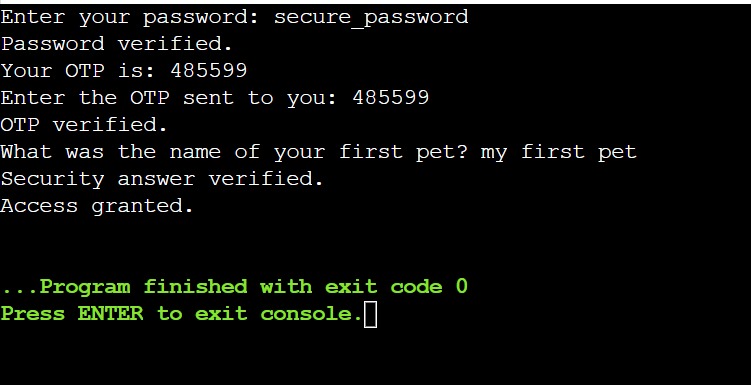 Enter your password: secure_password
Password verified.
Your OTP is: 485599
Enter the OTP sent to you: 485599
OTP verified.
What was the name of your first pet? my first pet
Security answer verified.
Access granted.
...Program finished with exit code 0
Press ENTER to exit console.